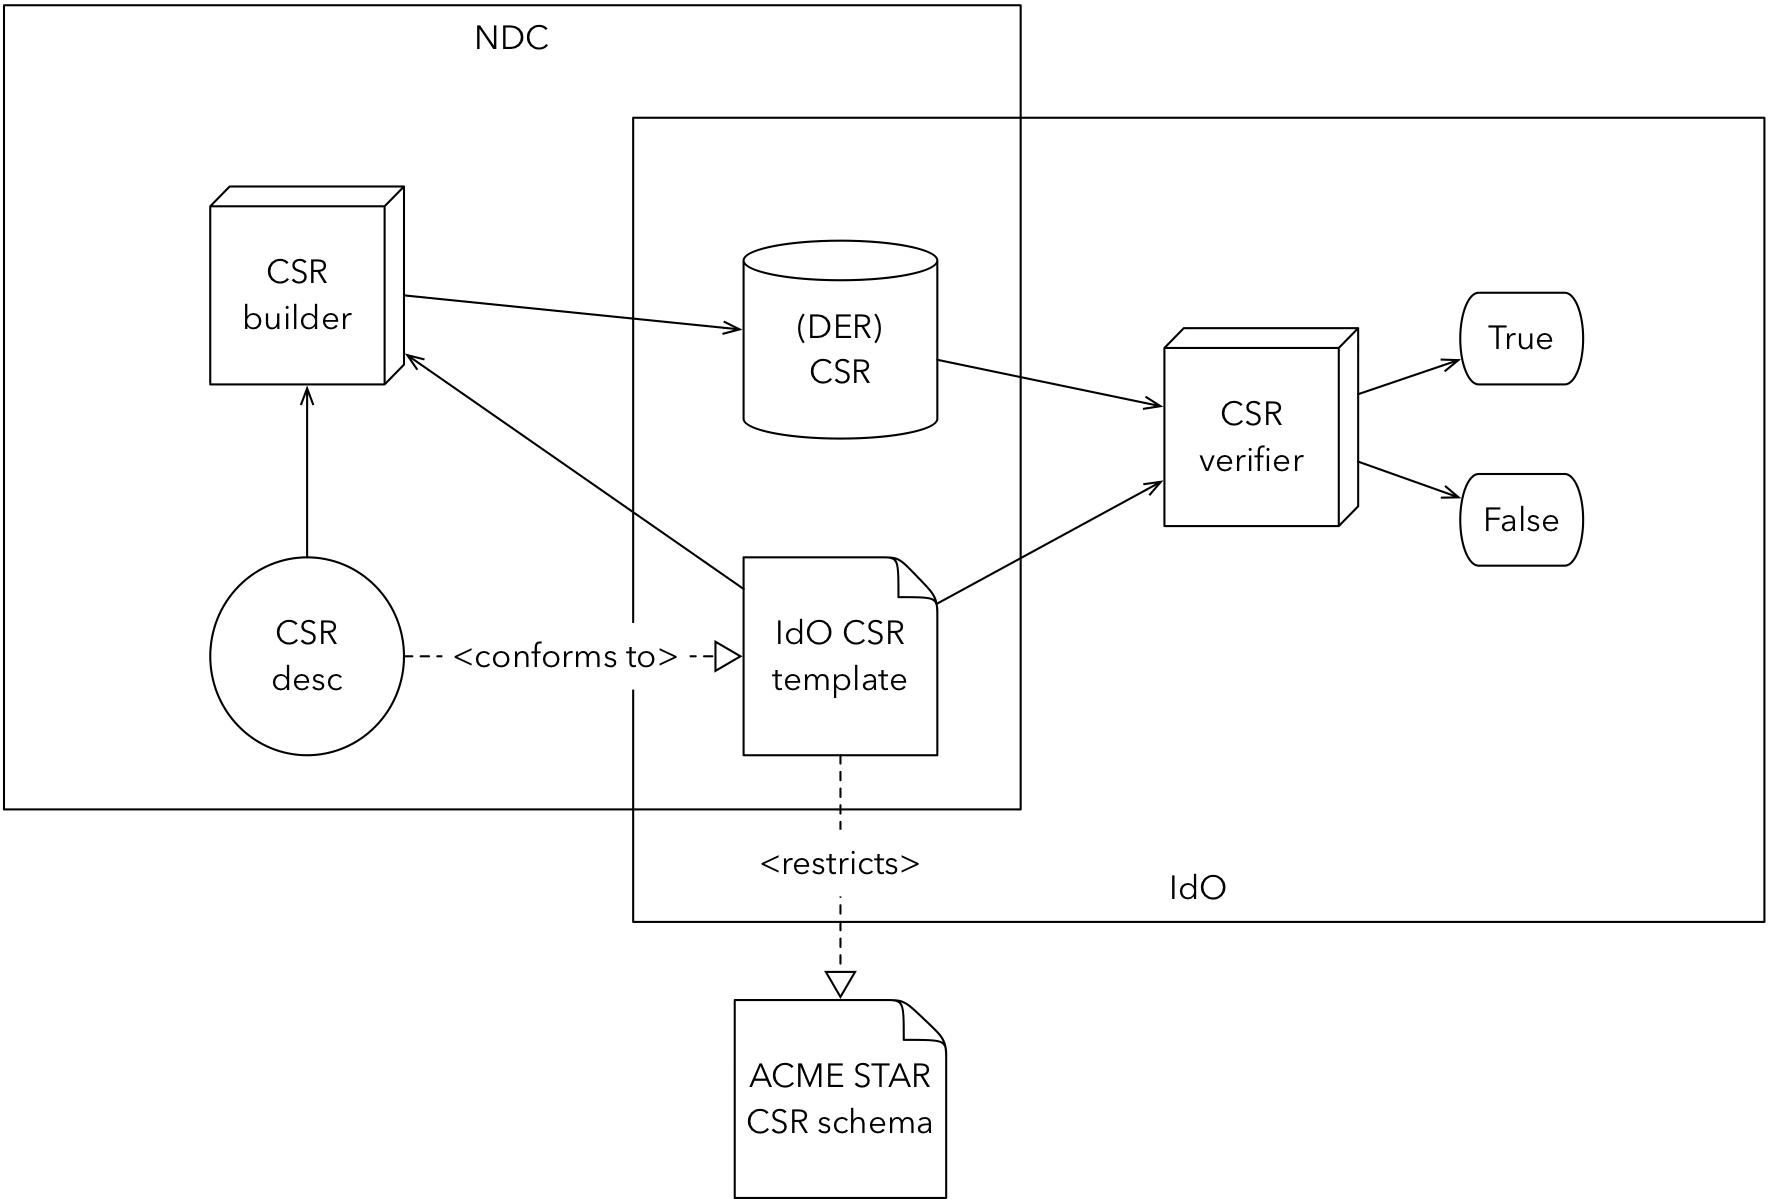 NDC
CSR
builder
(DER)
CSR
True
CSR
verifier
False
CSR
desc
<conforms to>
IdO CSR
template
<restricts>
IdO
ACME STAR
CSR schema